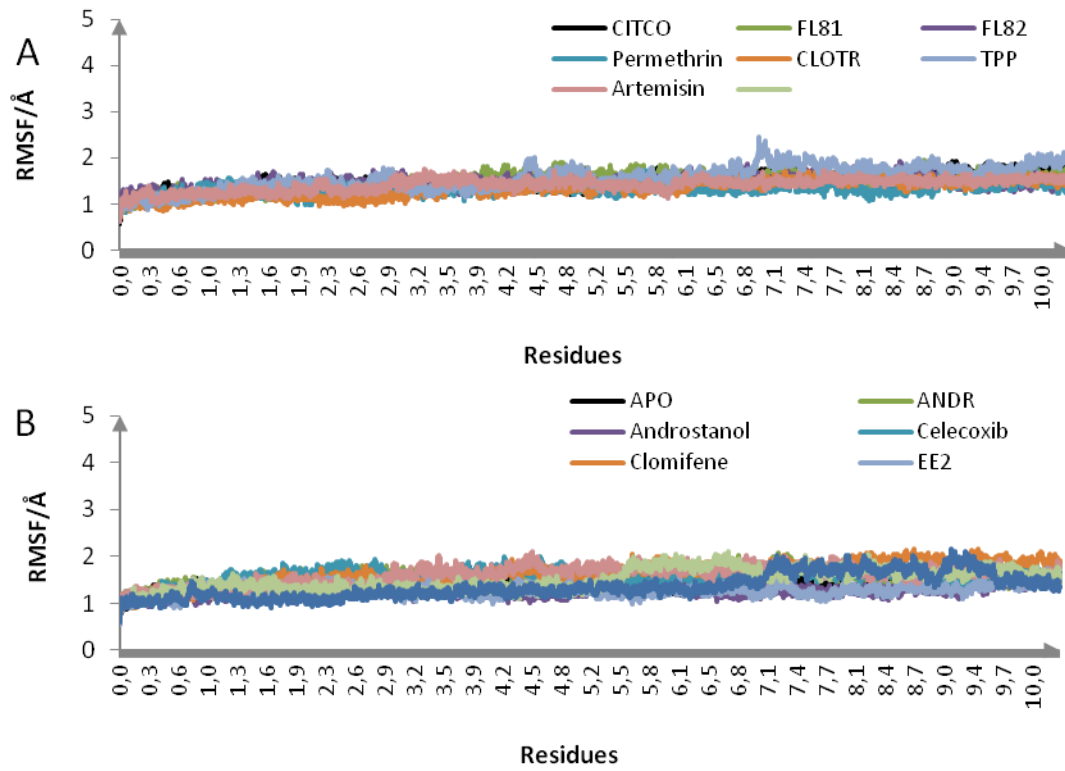 A
RMSF/Å
5
4
3
2
1
0
CITCO FL81 FL82
Permethrin CLOTR TPP
Artemisin
0,0 0,3 0,6 1,0 1,3 1,6 1,9 2,3 2,6 2,9 3,2 3,5 3,9 4,2 4,5 4,8 5,2 5,5 5,8 6,1 6,5 6,8 7,1 7,4 7,7 8,1 8,4 8,7 9,0 9,4 9,7 10,0
Residues
B
RMSF/Å
5
4
3
2
1
0
APO ANDR
Androstanol Celecoxib
Clomifene EE2
0,0 0,3 0,6 1,0 1,3 1,6 1,9 2,3 2,6 2,9 3,2 3,5 3,9 4,2 4,5 4,8 5,2 5,5 5,8 6,1 6,5 6,8 7,1 7,4 7,7 8,1 8,4 8,7 9,0 9,4 9,7 10,0
Residues